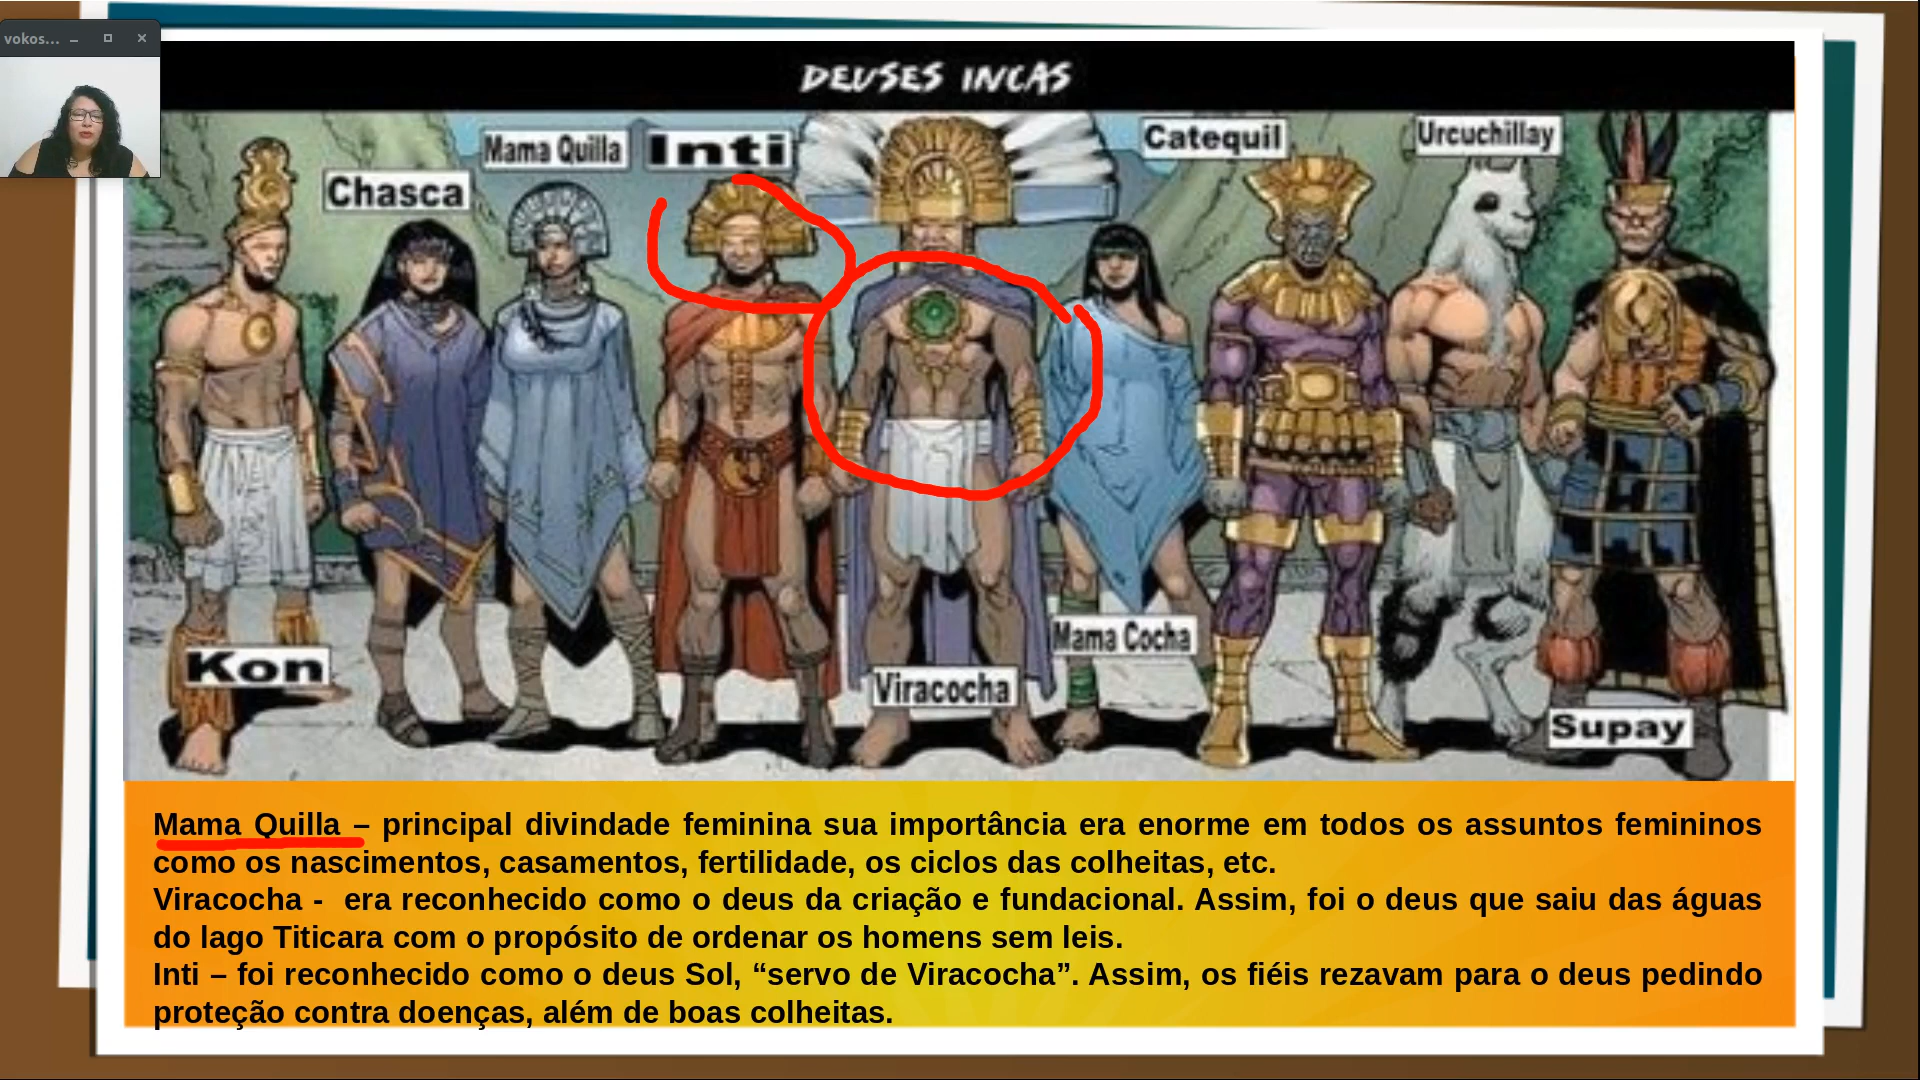 vokos...
DEUSES INCAS
Chasca
Mama Quilla
Inti
Catequil
Urcuchillay
Kon
Viracocha
Mama Cocha
Supay
Mama Quilla – principal divindade feminina sua importância era enorme em todos os assuntos femininos
como os nascimentos, casamentos, fertilidade, os ciclos das colheitas, etc.
Viracocha - era reconhecido como o deus da criação e fundacional. Assim, foi o deus que saiu das águas
do lago Titicara com o propósito de ordenar os homens sem leis.
Inti – foi reconhecido como o deus Sol, “servo de Viracocha”. Assim, os fiéis rezavam para o deus pedindo
proteção contra doenças, além de boas colheitas.